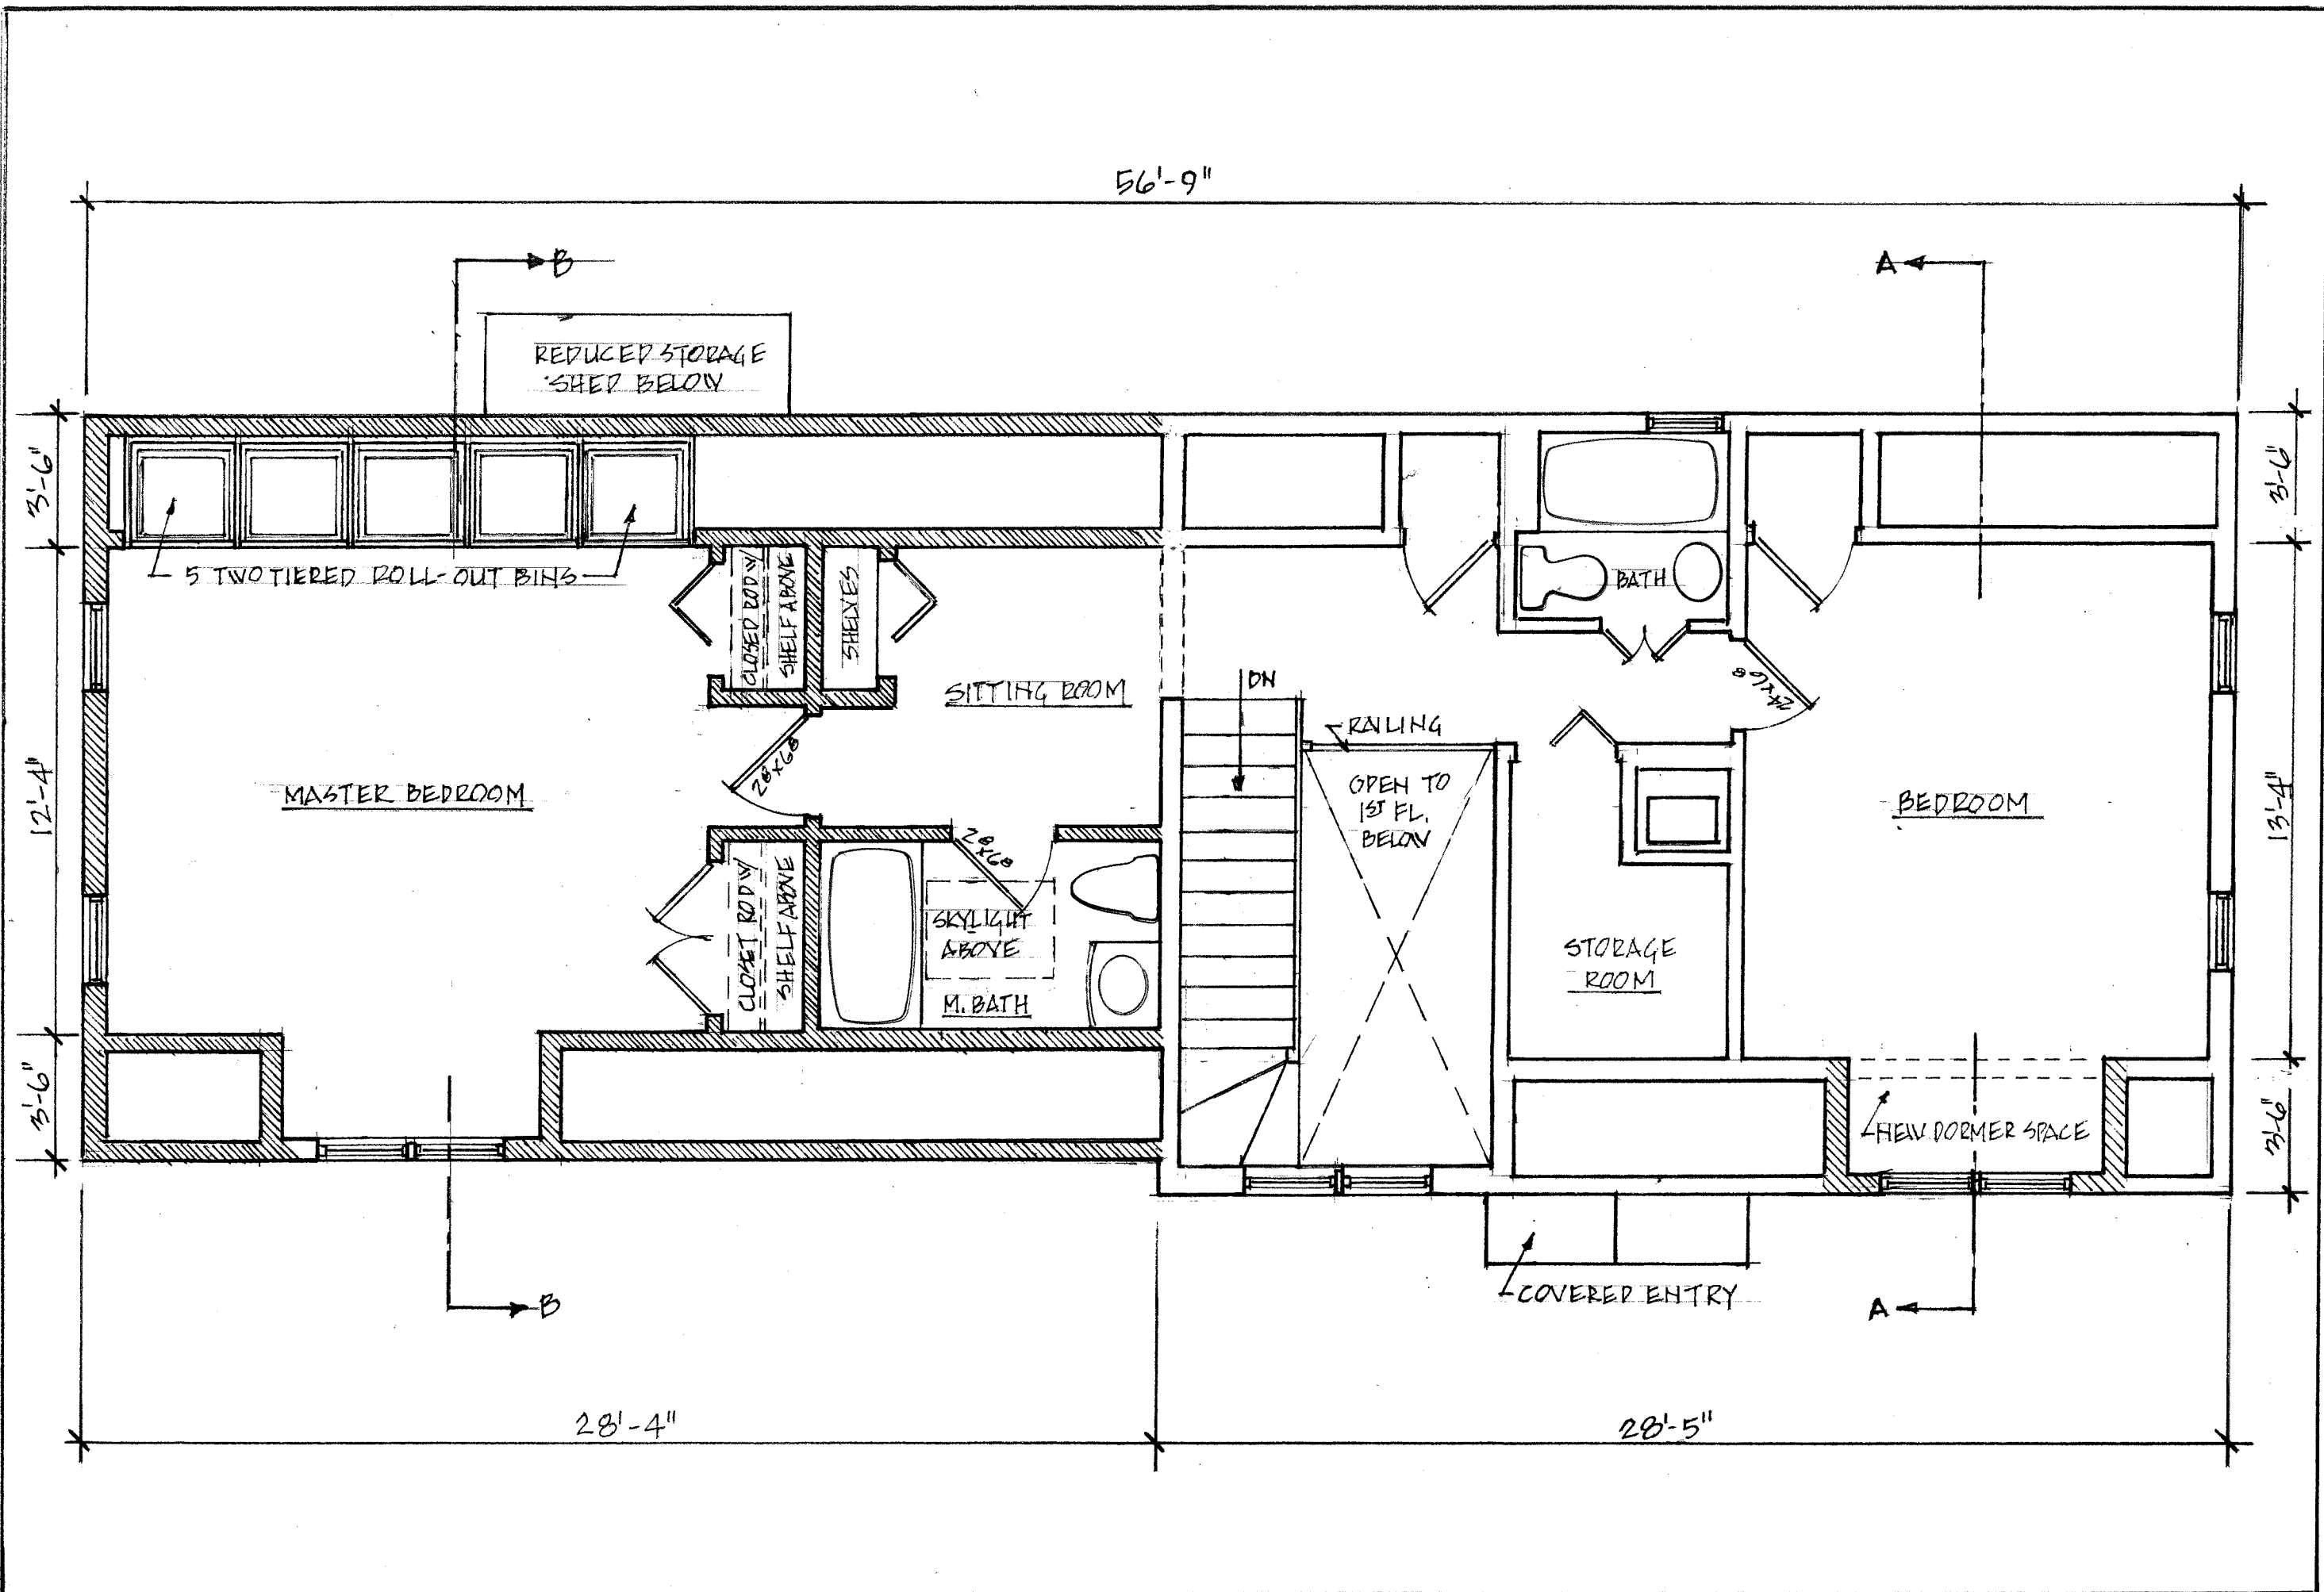 56'-9"
B
A
REDUCED STORAGE
SHED BELOW
3'-6"
3'-6"
5 TWO TIERED ROLL-OUT BINS
CLOSED ROD W/
SHELF ABOVE
SHELVES
BATH
SITTING ROOM
DN
24x68
RAILING
28x68
MASTER BEDROOM
OPEN TO
1ST FL.
BELOW
BEDROOM
12'-4"
13'-4"
28x68
CLOSET ROD W/
SHELF ABOVE
SKYLIGHT
ABOVE
STORAGE
ROOM
M. BATH
3'-6"
3'-6"
NEW DORMER SPACE
COVERED ENTRY
B
A
28'-4"
28'-5"